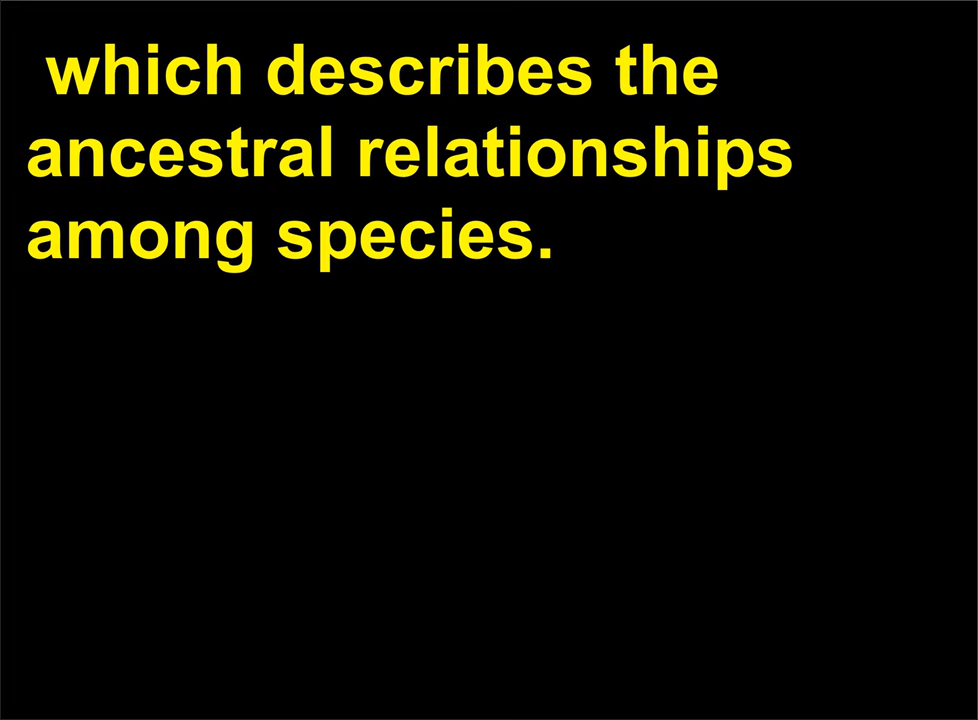 which describes the
ancestral relationships
among species.